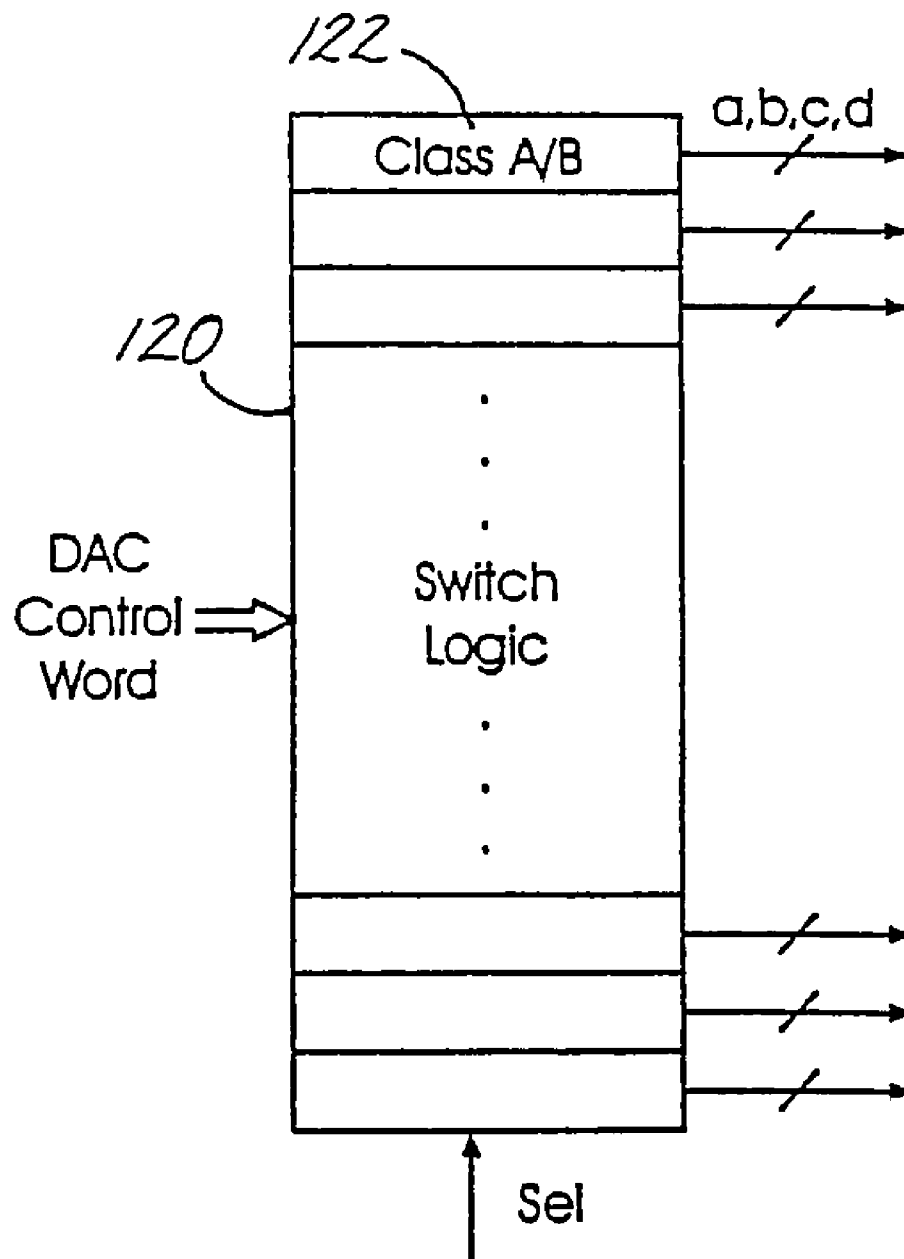 122
a,b,c,d
Class A/B
120
DAC
Control
Word
Switch
Logic
Sel